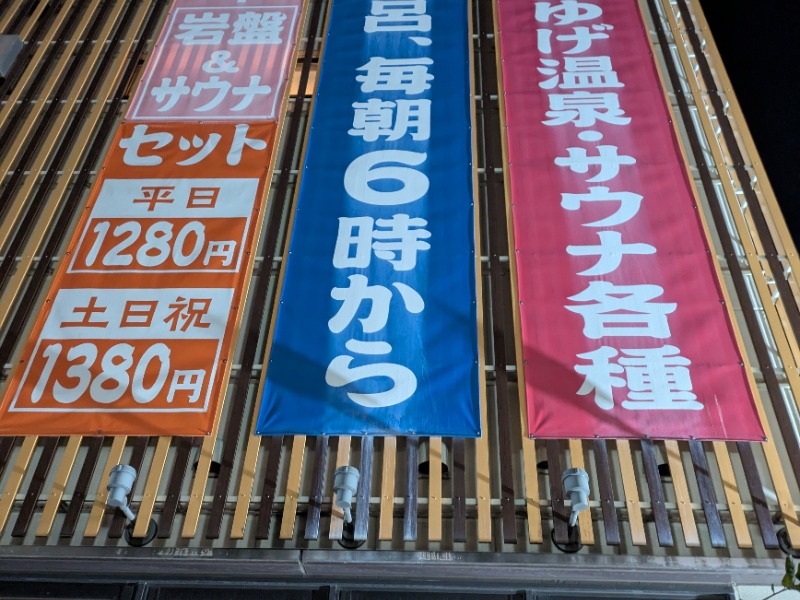 岩盤
&
サウナ
セット
平日
1280円
土日祝
1380円
呂、毎朝6時から
ゆげ温泉・サウナ各種